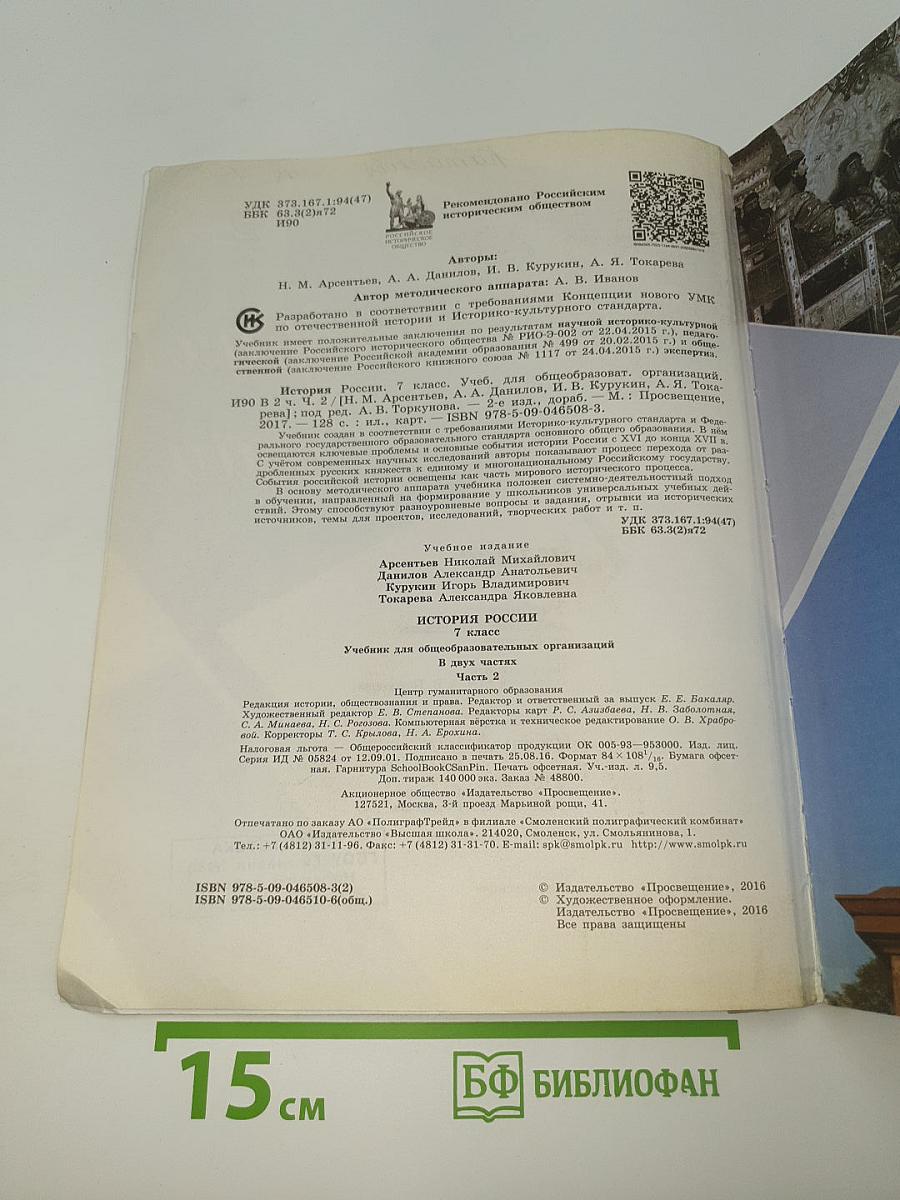 УДК 373.167.1:94(47)
ББК 63.3(2)я72
И90
РОССИЙСКОЕ
ИСТОРИЧЕСКОЕ
ОБЩЕСТВО
Рекомендовано Российским
историческим обществом
Авторы:
Н. М. Арсентьев, А. А. Данилов, И. В. Курукин, А. Я. Токарева
Автор методического аппарата: А. В. Иванов
Разработано в соответствии с требованиями Концепции нового УМК
по отечественной истории и Историко-культурного стандарта.
Учебник имеет положительные заключения по результатам научной историко-культурной
(заключение Российского исторического общества № РИО-Э-002 от 22.04.2015 г.), педаго-
гической (заключение Российской академии образования № 499 от 20.02.2015 г.) и обще-
ственной (заключение Российского книжного союза № 1117 от 24.04.2015 г.) экспертиз.
История России. 7 класс. Учеб. для общеобразоват. организаций.
И90 В 2 ч. Ч. 2 / [Н. М. Арсентьев, А. А. Данилов, И. В. Курукин, А. Я. Тока-
рева] ; под ред. А. В. Торкунова. — 2-е изд., дораб. — М. : Просвещение,
2017. — 128 с. : ил., карт. — ISBN 978-5-09-046508-3.
Учебник создан в соответствии с требованиями Историко-культурного стандарта и Феде-
рального государственного образовательного стандарта основного общего образования. В нём
освещаются ключевые проблемы и основные события истории России с XVI до конца XVII в.
С учётом современных научных исследований авторы показывают процесс перехода от раз-
дробленных русских княжеств к единому и многонациональному Российскому государству.
События российской истории освещены как часть мирового исторического процесса.
В основу методического аппарата учебника положен системно-деятельностный подход
в обучении, направленный на формирование у школьников универсальных учебных дей-
ствий. Этому способствуют разноуровневые вопросы и задания, отрывки из исторических
источников, темы для проектов, исследований, творческих работ и т. п.
УДК 373.167.1:94(47)
ББК 63.3(2)я72
Учебное издание
Арсентьев Николай Михайлович
Данилов Александр Анатольевич
Курукин Игорь Владимирович
Токарева Александра Яковлевна
ИСТОРИЯ РОССИИ
7 класс
Учебник для общеобразовательных организаций
В двух частях
Часть 2
Центр гуманитарного образования
Редакция истории, обществознания и права. Редактор и ответственный за выпуск Е. Е. Бакаляр.
Художественный редактор Е. В. Степанова. Редакторы карт Р. С. Азизбаева, Н. В. Заболотная,
С. А. Минаева, Н. С. Рогозова. Компьютерная вёрстка и техническое редактирование О. В. Храбро-
вой. Корректоры Т. С. Крылова, Н. А. Ерохина.
Налоговая льгота — Общероссийский классификатор продукции ОК 005-93—953000. Изд. лиц.
Серия ИД № 05824 от 12.09.01. Подписано в печать 25.08.16. Формат 84 × 108 1/16. Бумага офсет-
ная. Гарнитура SchoolBookCSanPin. Печать офсетная. Уч.-изд. л. 9,5.
Доп. тираж 140 000 экз. Заказ № 48800.
Акционерное общество «Издательство «Просвещение».
127521, Москва, 3-й проезд Марьиной рощи, 41.
Отпечатано по заказу АО «ПолиграфТрейд» в филиале «Смоленский полиграфический комбинат»
ОАО «Издательство «Высшая школа». 214020, Смоленск, ул. Смольянинова, 1.
Тел.: +7 (4812) 31-11-96. Факс: +7 (4812) 31-31-70. E-mail: spk@smolpk.ru http://www.smolpk.ru
ISBN 978-5-09-046508-3(2)
ISBN 978-5-09-046510-6(общ.)
© Издательство «Просвещение», 2016
© Художественное оформление.
Издательство «Просвещение», 2016
Все права защищены
15 см
БФ БИБЛИОФАН